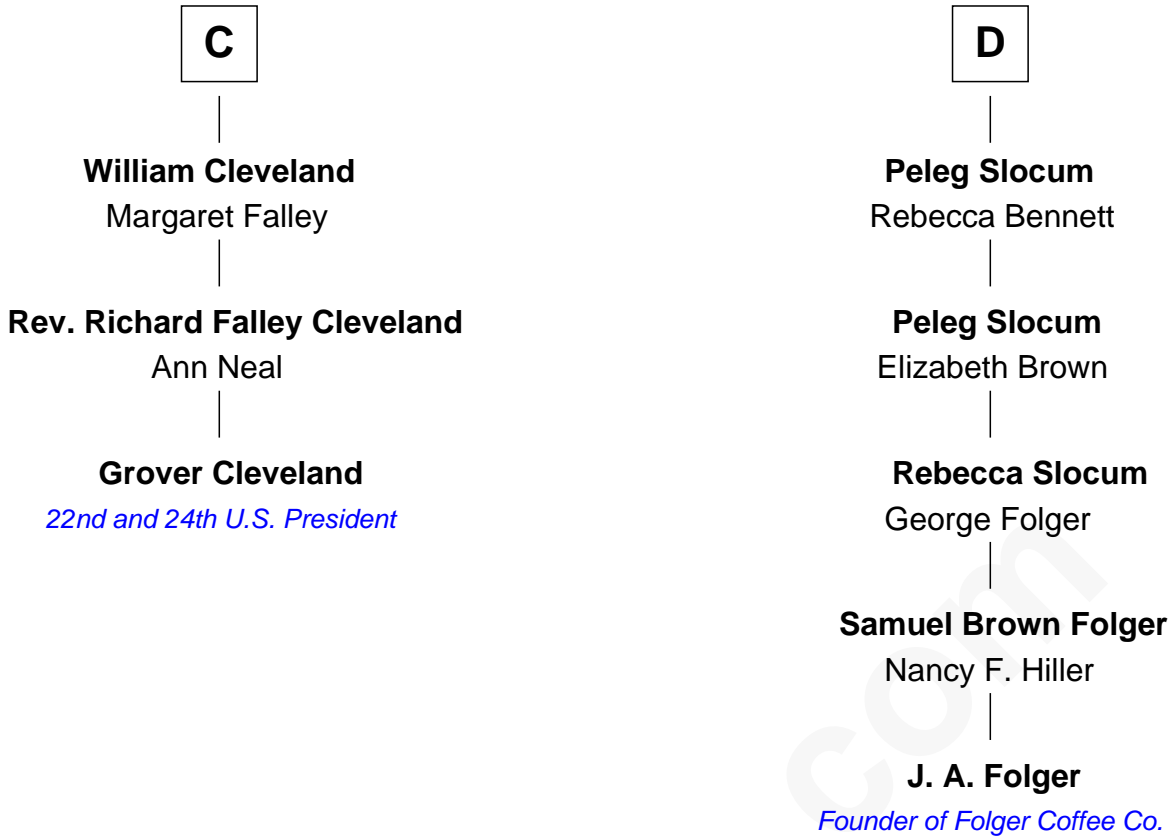 C
William Cleveland
Margaret Falley
Rev. Richard Falley Cleveland
Ann Neal
Grover Cleveland
22nd and 24th U.S. President
D
Peleg Slocum
Rebecca Bennett
Peleg Slocum
Elizabeth Brown
Rebecca Slocum
George Folger
Samuel Brown Folger
Nancy F. Hiller
J. A. Folger
Founder of Folger Coffee Co.
com